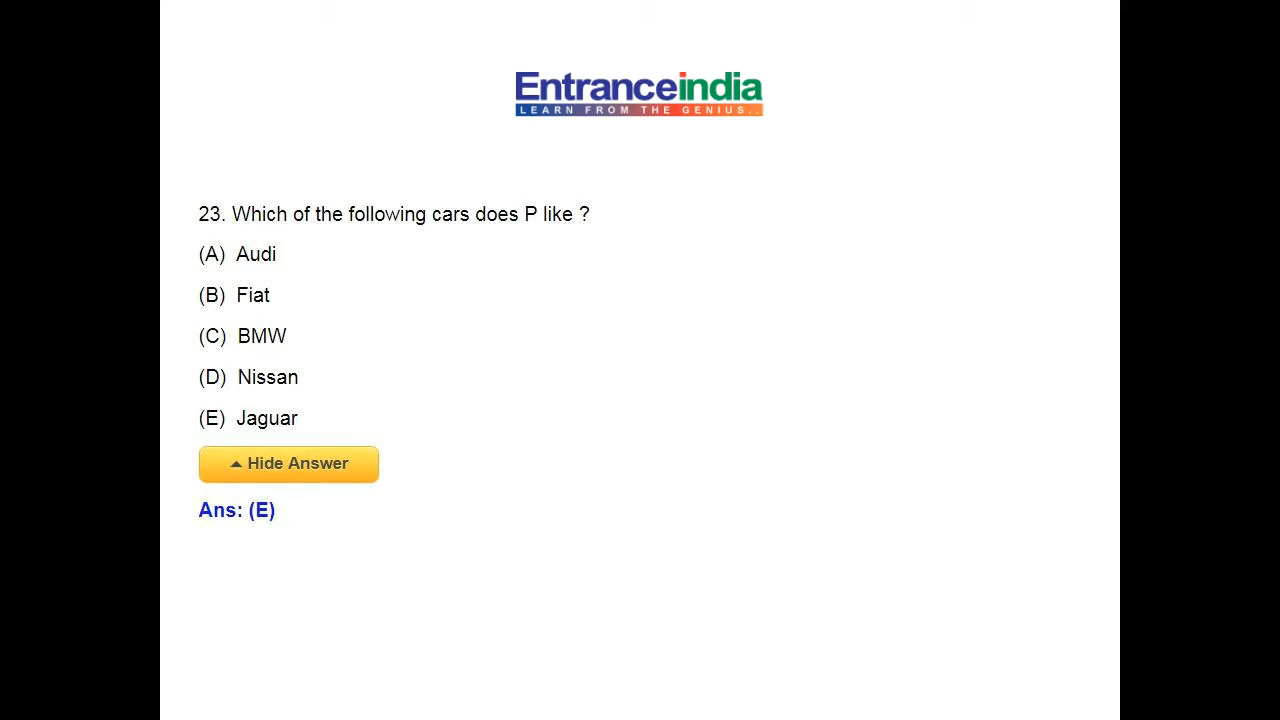 Entranceindia
LEARN FROM THE GENIUS..
23. Which of the following cars does P like ?
(A) Audi
(B) Fiat
(C) BMW
(D) Nissan
(E) Jaguar
Hide Answer
Ans: (E)